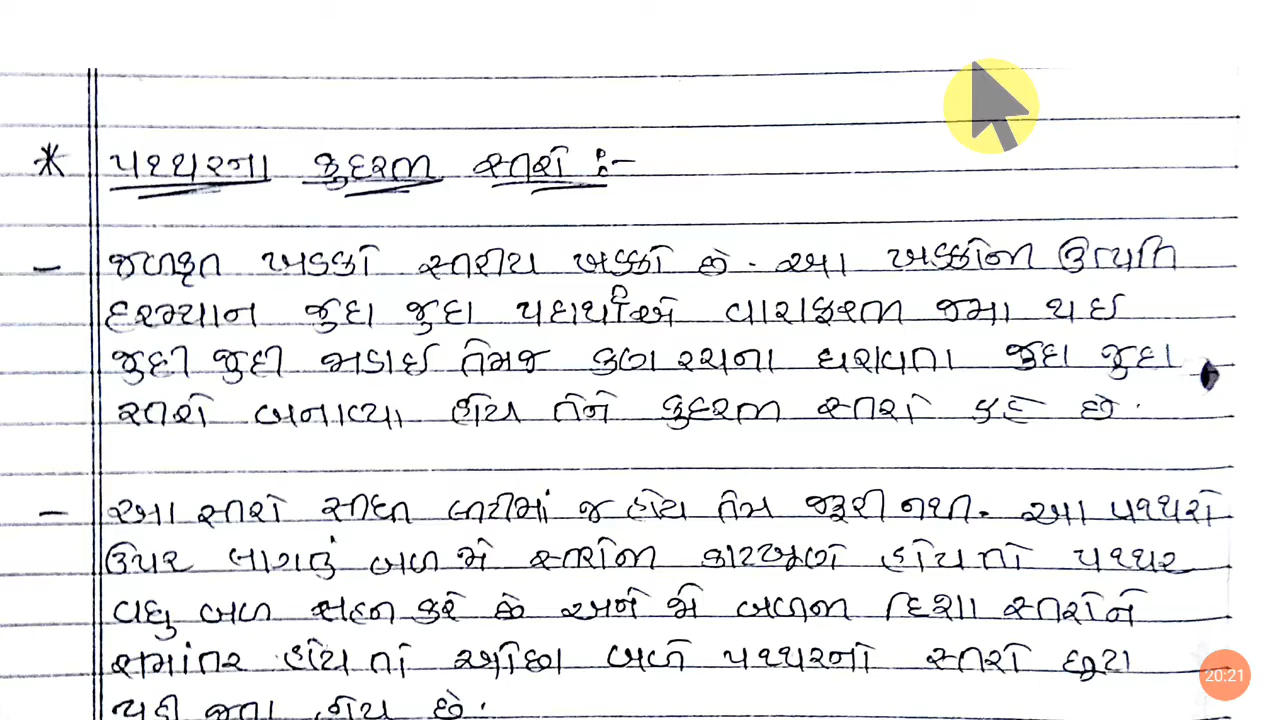 * પથ્થરના કુદરતી સ્તરો :-
- જળકૃત ખડકો સ્તરીય ખડકો છે. આ ખડકોની ઉત્પત્તિ
દરમ્યાન જુદા જુદા પદાર્થોએ વારાફરતી જમા થઈ
જુદી જુદી જાડાઈ તેમજ કણ રચના ધરાવતા જુદા જુદા
સ્તરો બનાવ્યા હોય તેને કુદરતી સ્તરો કહે છે.
- આ સ્તરો સીધી લીટીમાં જ હોય તેમ જરૂરી નથી. આ પથ્થરો
ઉપર લાગતું બળ જો સ્તરોની કાટખૂણે હોય તો પથ્થર
વધુ બળ સહન કરે છે અને જો બળની દિશા સ્તરોને
સમાંતર હોય તો ઓછા બળે પથ્થરનો સ્તરો છુટા
પડી જતા હોય છે.
20:21